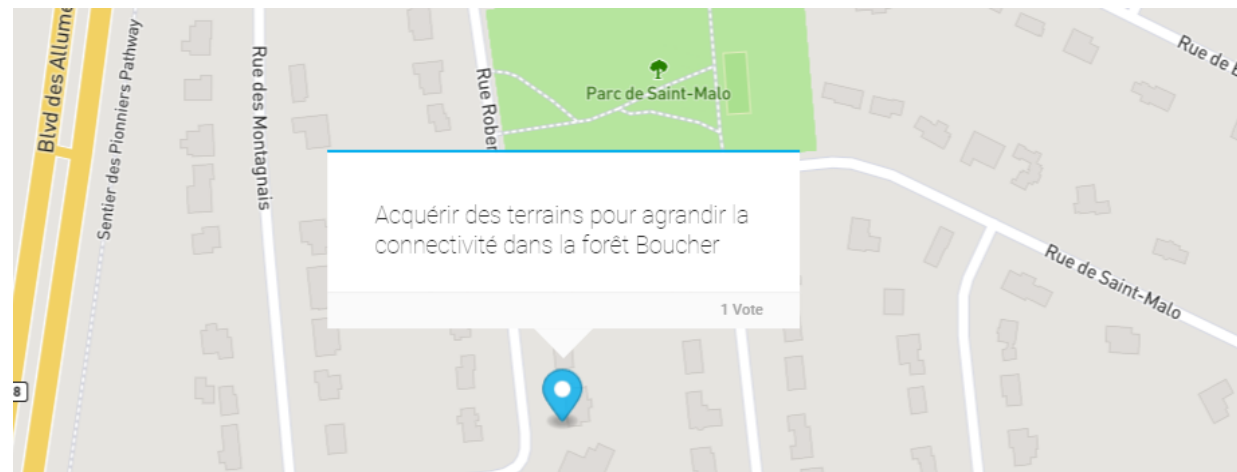 Blvd des Allume
Sentier des Pionniers Pathway
Rue des Montagnais
Rue Rober
Parc de Saint-Malo
Rue de
Acquérir des terrains pour agrandir la
connectivité dans la forêt Boucher
1 Vote
Rue de Saint-Malo
8